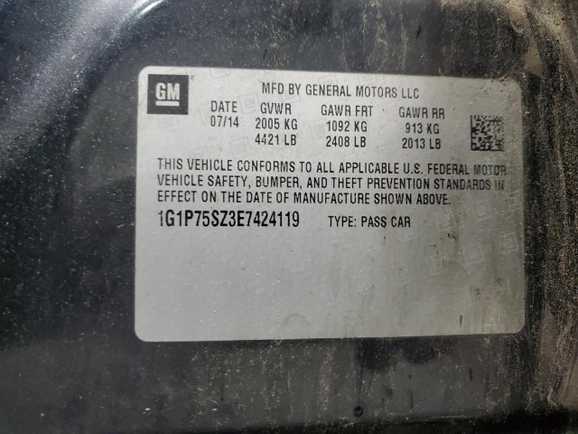 GM
MFD BY GENERAL MOTORS LLC
DATE GVWR GAWR FRT GAWR RR
07/14 2005 KG 1092 KG 913 KG
4421 LB 2408 LB 2013 LB
THIS VEHICLE CONFORMS TO ALL APPLICABLE U.S. FEDERAL MOTOR
VEHICLE SAFETY, BUMPER, AND THEFT PREVENTION STANDARDS IN
EFFECT ON THE DATE OF MANUFACTURE SHOWN ABOVE.
1G1P75SZ3E7424119 TYPE: PASS CAR